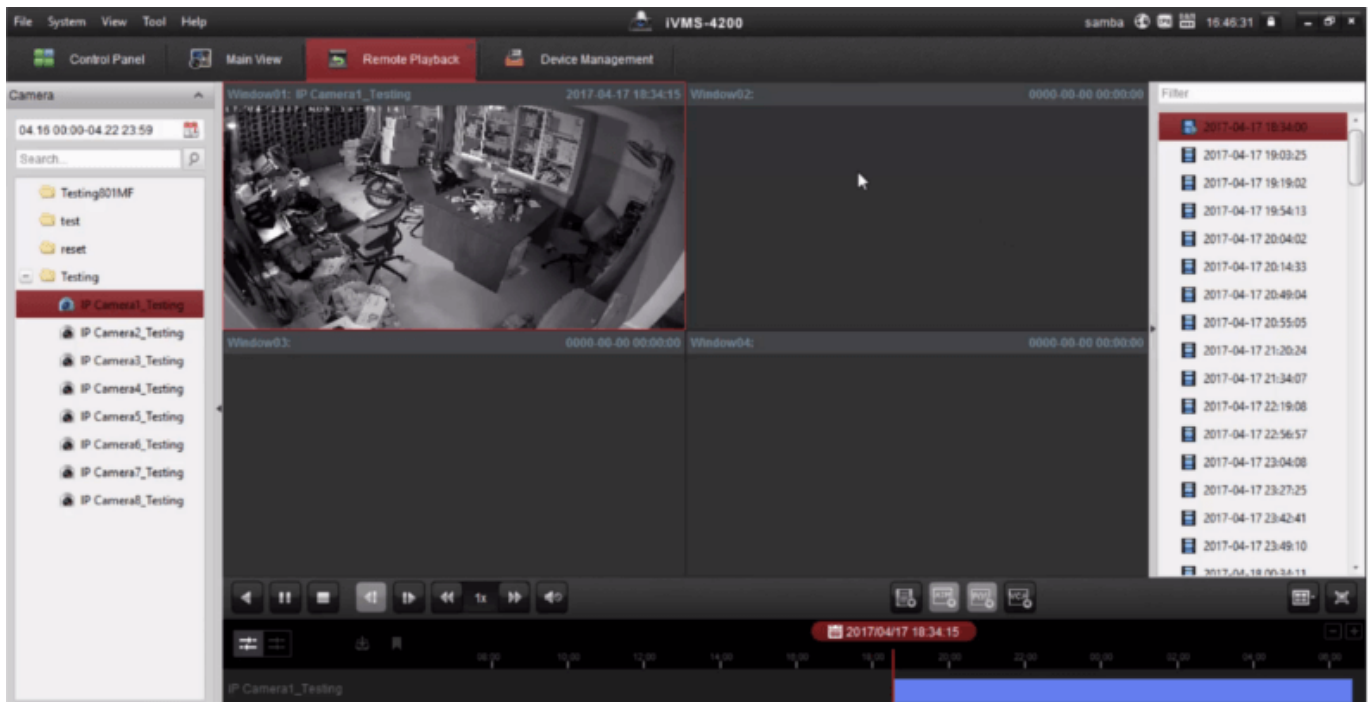 File System View Tool Help
iVMS-4200
samba 16:46:31
Control Panel
Main View
Remote Playback
Device Management
Camera
04.16 00:00-04.22 23:59
Search...
Testing801MF
test
reset
Testing
IP Camera1_Testing
IP Camera2_Testing
IP Camera3_Testing
IP Camera4_Testing
IP Camera5_Testing
IP Camera6_Testing
IP Camera7_Testing
IP Camera8_Testing
Window01: IP Camera1_Testing 2017-04-17 18:34:15
Window02: 0000-00-00 00:00:00
Window03: 0000-00-00 00:00:00
Window04: 0000-00-00 00:00:00
Filter
2017-04-17 18:34:00
2017-04-17 19:03:25
2017-04-17 19:19:02
2017-04-17 19:54:13
2017-04-17 20:04:02
2017-04-17 20:14:33
2017-04-17 20:49:04
2017-04-17 20:55:05
2017-04-17 21:20:24
2017-04-17 21:34:07
2017-04-17 22:19:08
2017-04-17 22:56:57
2017-04-17 23:04:08
2017-04-17 23:27:25
2017-04-17 23:42:41
2017-04-17 23:49:10
2017-04-18 00:34:11
1x
VCA
2017/04/17 18:34:15
08:00 10:00 12:00 14:00 16:00 18:00 20:00 22:00 00:00 02:00 04:00 06:00
IP Camera1_Testing